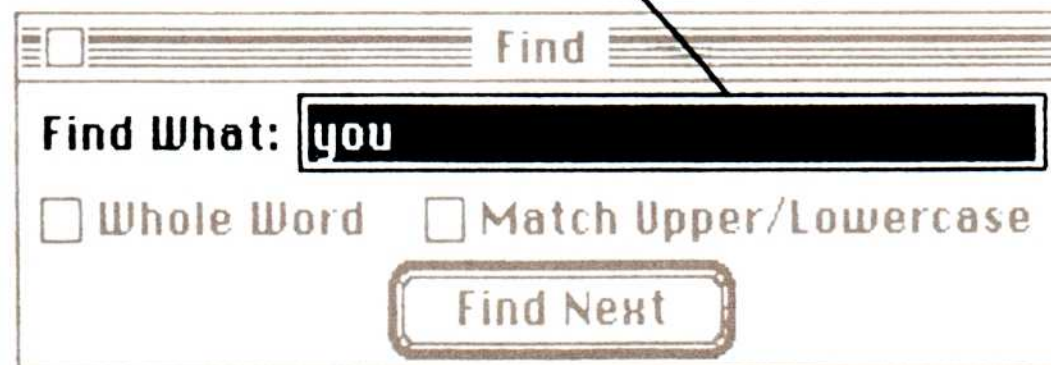 Find
Find What: you
Whole Word Match Upper/Lowercase
Find Next